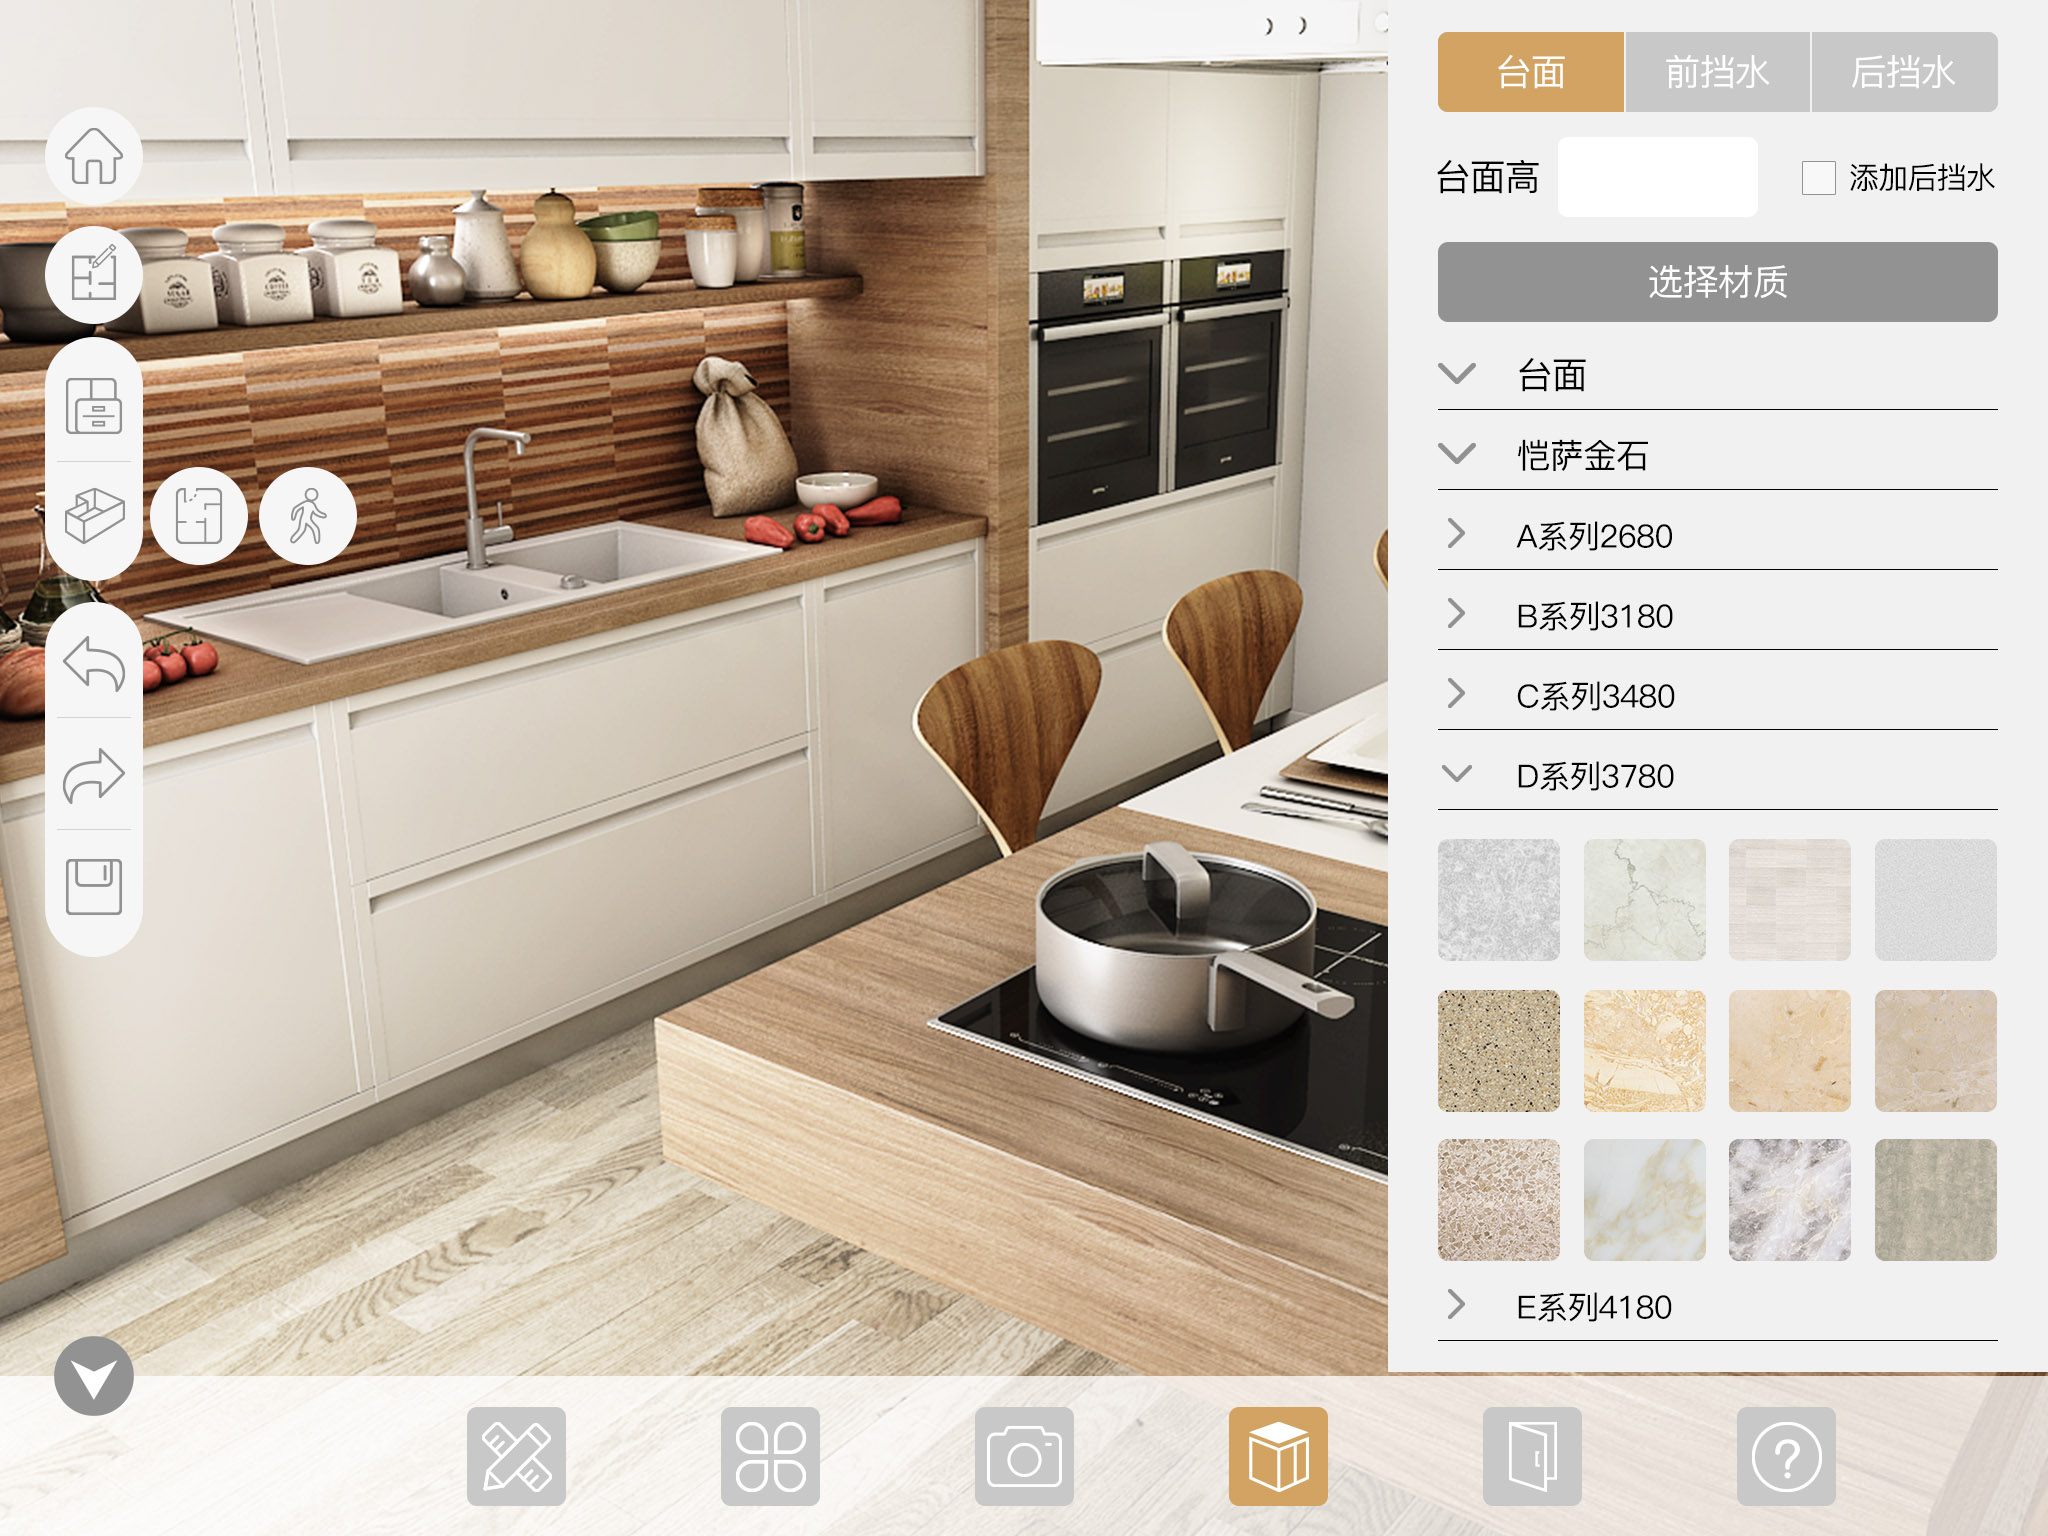 台面
前挡水
后挡水
台面高
添加后挡水
选择材质
台面
恺萨金石
A系列2680
B系列3180
C系列3480
D系列3780
E系列4180